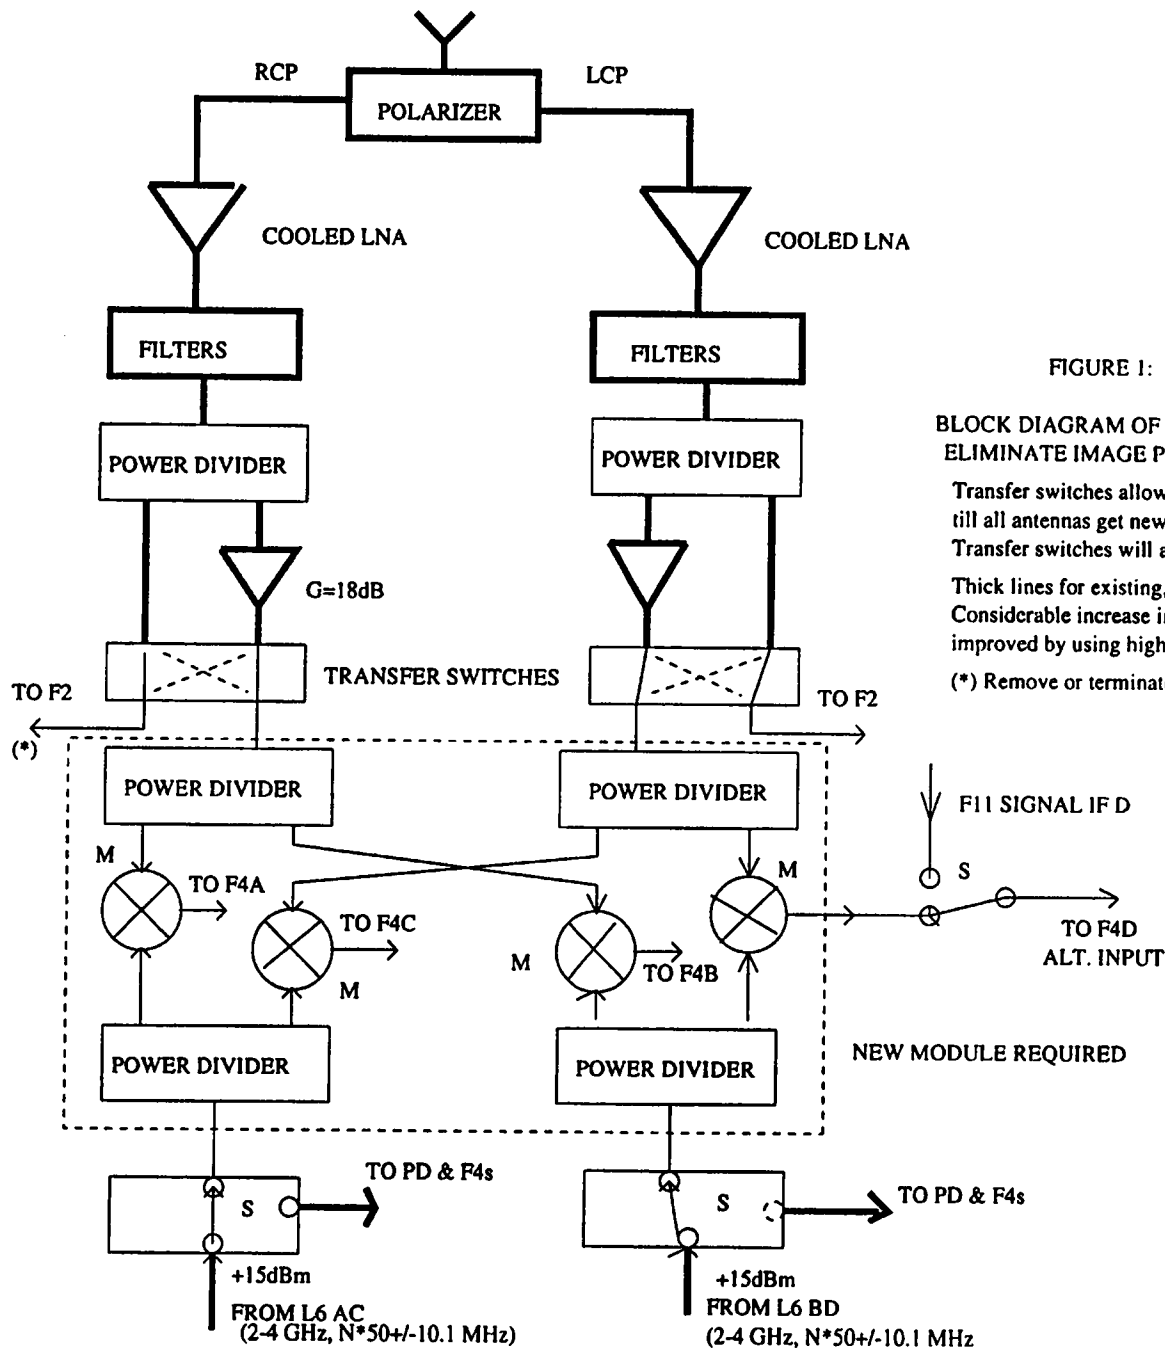 RCP
LCP
POLARIZER
COOLED LNA
COOLED LNA
FILTERS
FILTERS
FIGURE 1:
BLOCK DIAGRAM OF
ELIMINATE IMAGE P
POWER DIVIDER
POWER DIVIDER
Transfer switches allow
till all antennas get new
Transfer switches will a
G=18dB
Thick lines for existing,
Considerable increase i
improved by using high
TRANSFER SWITCHES
(*) Remove or terminat
TO F2
(*)
TO F2
POWER DIVIDER
POWER DIVIDER
F11 SIGNAL IF D
M
TO F4A
M
S
TO F4C
M
M
TO F4B
TO F4D
ALT. INPUT
POWER DIVIDER
POWER DIVIDER
NEW MODULE REQUIRED
TO PD & F4s
TO PD & F4s
S
S
+15dBm
+15dBm
FROM L6 AC
(2-4 GHz, N*50+/-10.1 MHz)
FROM L6 BD
(2-4 GHz, N*50+/-10.1 MHz